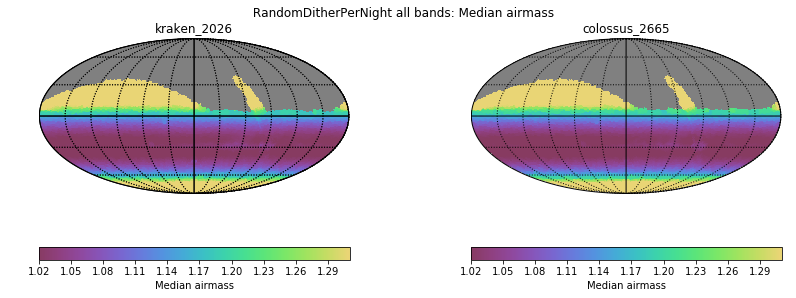 RandomDitherPerNight all bands: Median airmass
kraken_2026
colossus_2665
1.02 1.05 1.08 1.11 1.14 1.17 1.20 1.23 1.26 1.29
Median airmass
1.02 1.05 1.08 1.11 1.14 1.17 1.20 1.23 1.26 1.29
Median airmass